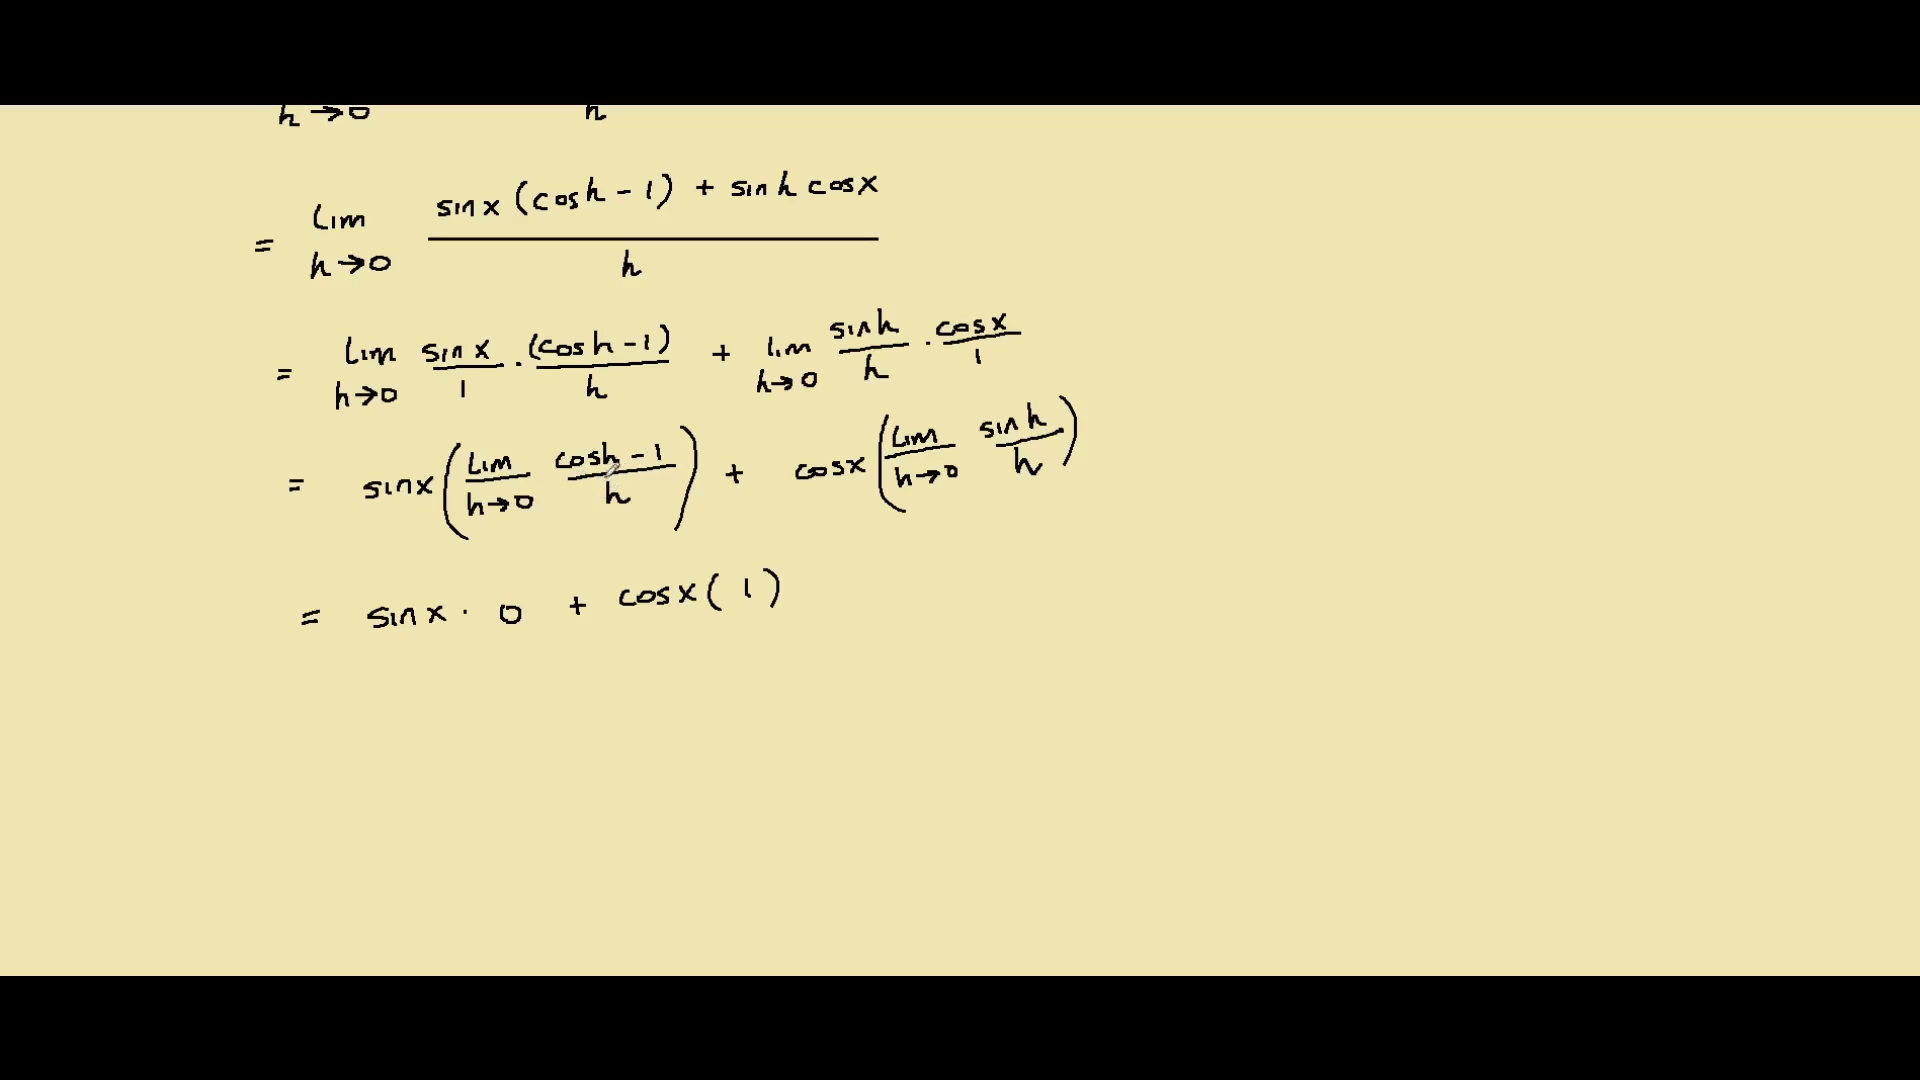 h→0 h
= lim h→0 sinx (cosh - 1) + sinh cosx / h
= lim h→0 sinx/1 · (cosh - 1)/h + lim h→0 sinh/h · cosx/1
= sinx (lim/h→0 cosh - 1/h) + cosx (lim/h→0 sinh/h)
= sinx · 0 + cosx ( 1 )